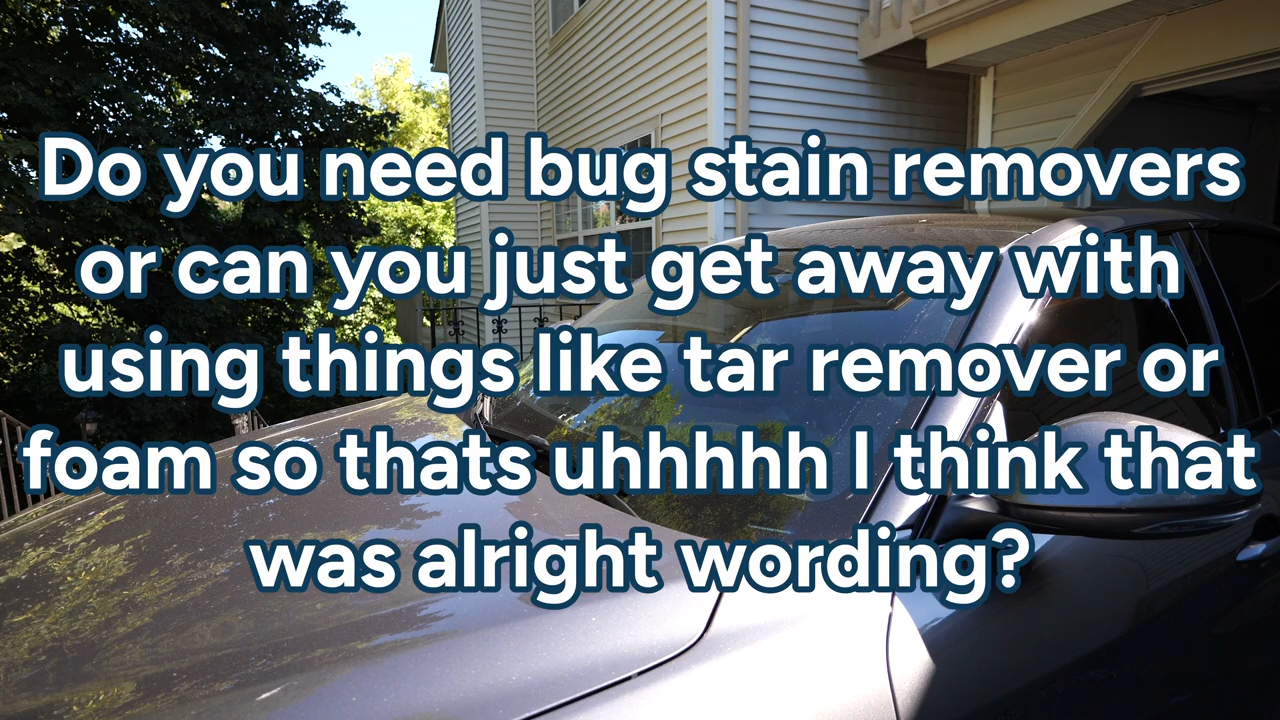 Do you need bug stain removers
or can you just get away with
using things like tar remover or
foam so thats uhhhhh I think that
was alright wording?